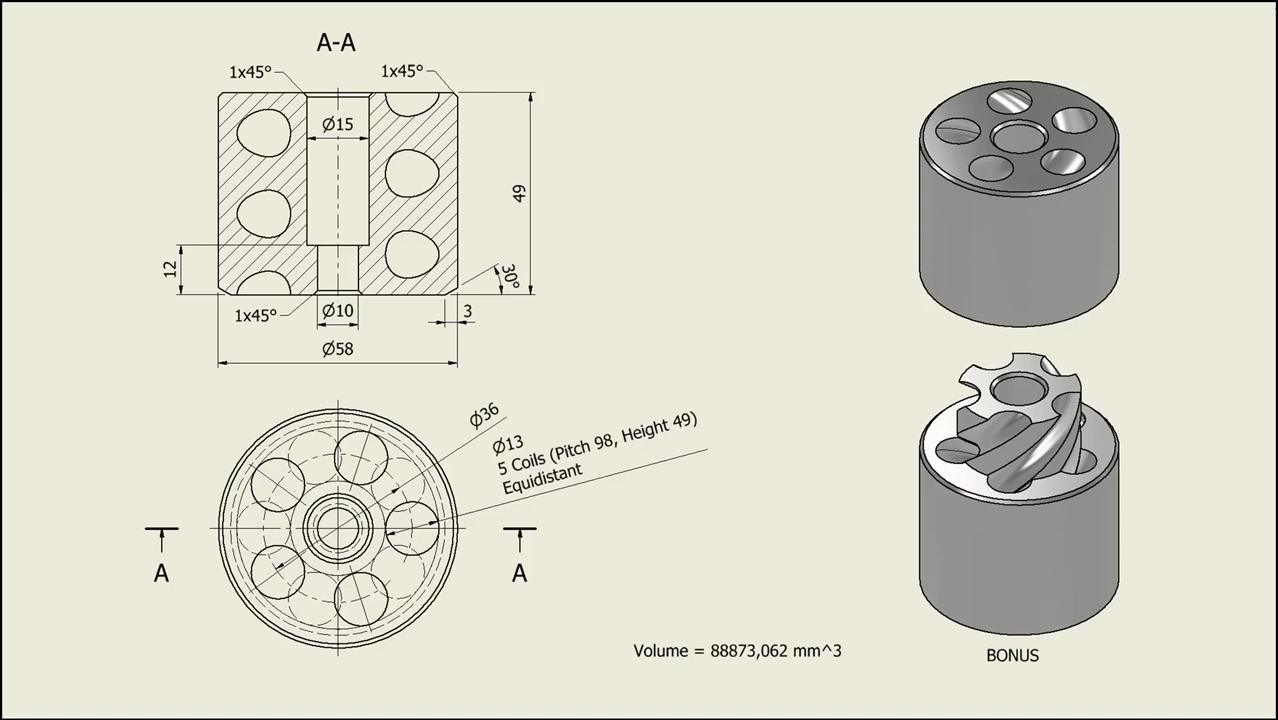 A-A
1x45°
1x45°
Ø15
49
12
30°
1x45°
Ø10
3
Ø58
Ø36
Ø13
5 Coils (Pitch 98, Height 49)
Equidistant
A
A
Volume = 88873,062 mm^3
BONUS